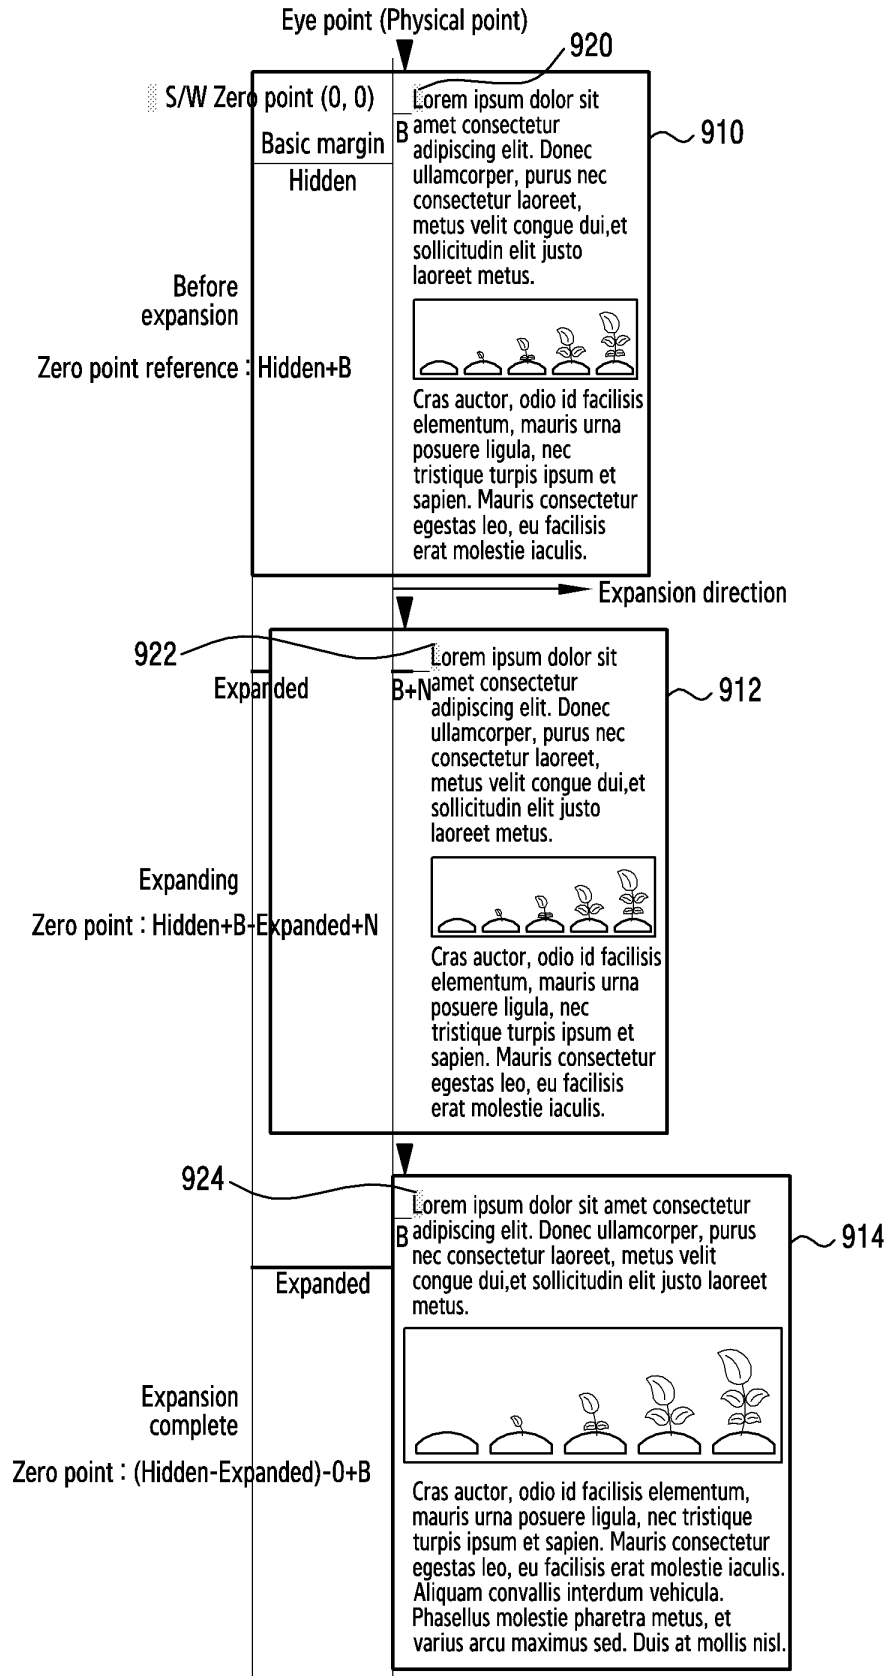 Eye point (Physical point)
920
S/W Zero point (0, 0)
Basic margin
Hidden
B
Lorem ipsum dolor sit
amet consectetur
adipiscing elit. Donec
ullamcorper, purus nec
consectetur laoreet,
metus velit congue dui,et
sollicitudin elit justo
laoreet metus.
910
Before
expansion
Zero point reference : Hidden+B
Cras auctor, odio id facilisis
elementum, mauris urna
posuere ligula, nec
tristique turpis ipsum et
sapien. Mauris consectetur
egestas leo, eu facilisis
erat molestie iaculis.
Expansion direction
922
Expanded
B+N
Lorem ipsum dolor sit
amet consectetur
adipiscing elit. Donec
ullamcorper, purus nec
consectetur laoreet,
metus velit congue dui,et
sollicitudin elit justo
laoreet metus.
912
Expanding
Zero point : Hidden+B-Expanded+N
Cras auctor, odio id facilisis
elementum, mauris urna
posuere ligula, nec
tristique turpis ipsum et
sapien. Mauris consectetur
egestas leo, eu facilisis
erat molestie iaculis.
924
B
Lorem ipsum dolor sit amet consectetur
adipiscing elit. Donec ullamcorper, purus
nec consectetur laoreet, metus velit
congue dui,et sollicitudin elit justo laoreet
metus.
914
Expanded
Expansion
complete
Zero point : (Hidden-Expanded)-0+B
Cras auctor, odio id facilisis elementum,
mauris urna posuere ligula, nec tristique
turpis ipsum et sapien. Mauris consectetur
egestas leo, eu facilisis erat molestie iaculis.
Aliquam convallis interdum vehicula.
Phasellus molestie pharetra metus, et
varius arcu maximus sed. Duis at mollis nisl.